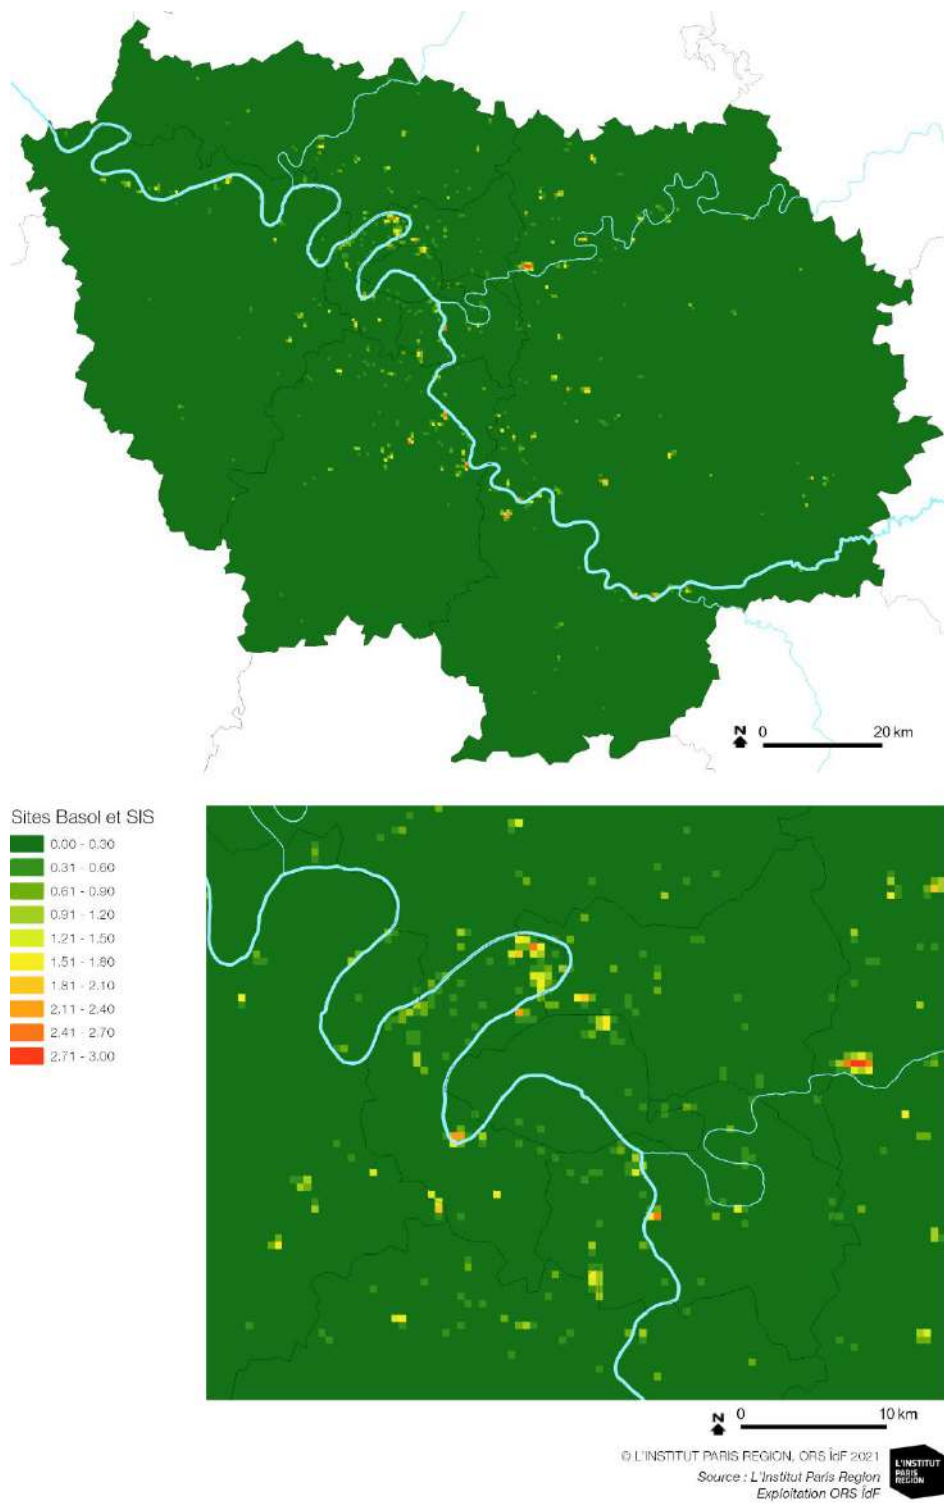 N 0 20 km
Sites Basol et SIS
0.00 - 0.30
0.31 - 0.60
0.61 - 0.90
0.91 - 1.20
1.21 - 1.50
1.51 - 1.80
1.81 - 2.10
2.11 - 2.40
2.41 - 2.70
2.71 - 3.00
N 0 10 km
© L'INSTITUT PARIS REGION, ORS ÎdF 2021
Source : L'Institut Paris Region
Exploitation ORS ÎdF
L'INSTITUT
PARIS
REGION